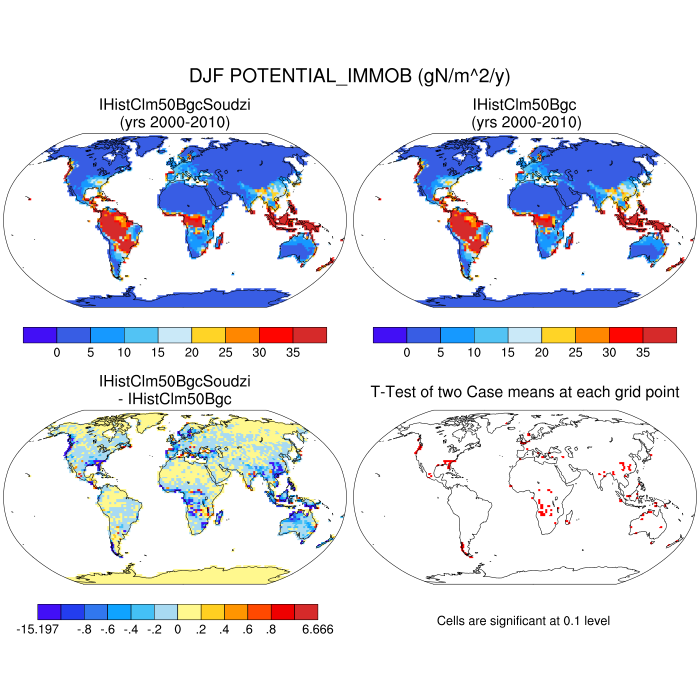 DJF POTENTIAL_IMMOB (gN/m^2/y)
IHistClm50BgcSoudzi
(yrs 2000-2010)
IHistClm50Bgc
(yrs 2000-2010)
0 5 10 15 20 25 30 35
0 5 10 15 20 25 30 35
IHistClm50BgcSoudzi
- IHistClm50Bgc
T-Test of two Case means at each grid point
-15.197 -.8 -.6 -.4 -.2 0 .2 .4 .6 .8 6.666
Cells are significant at 0.1 level